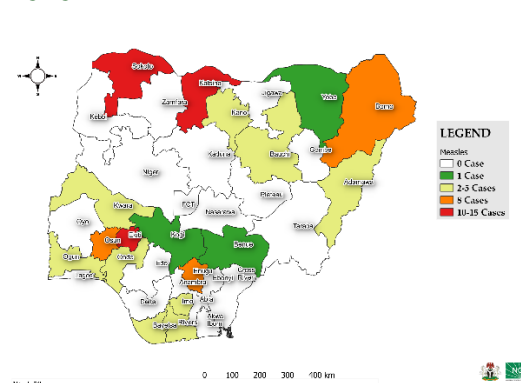 Sokoto
Katsina
Jigawa
Yobe
Borno
Zamfara
Kebbi
Kano
Gombe
Kaduna
Bauchi
Niger
Adamawa
Plateau
FCT
Nasarawa
Kwara
Oyo
Taraba
Kogi
Benue
Osun
Ekiti
Ogun
Ondo
Edo
Enugu
Cross
River
Lagos
Anambra
Ebonyi
Delta
Imo
Abia
Akwa
Ibom
Bayelsa
Rivers
LEGEND
Measles
0 Case
1 Case
2-5 Cases
8 Cases
10-15 Cases
0 100 200 300 400 km